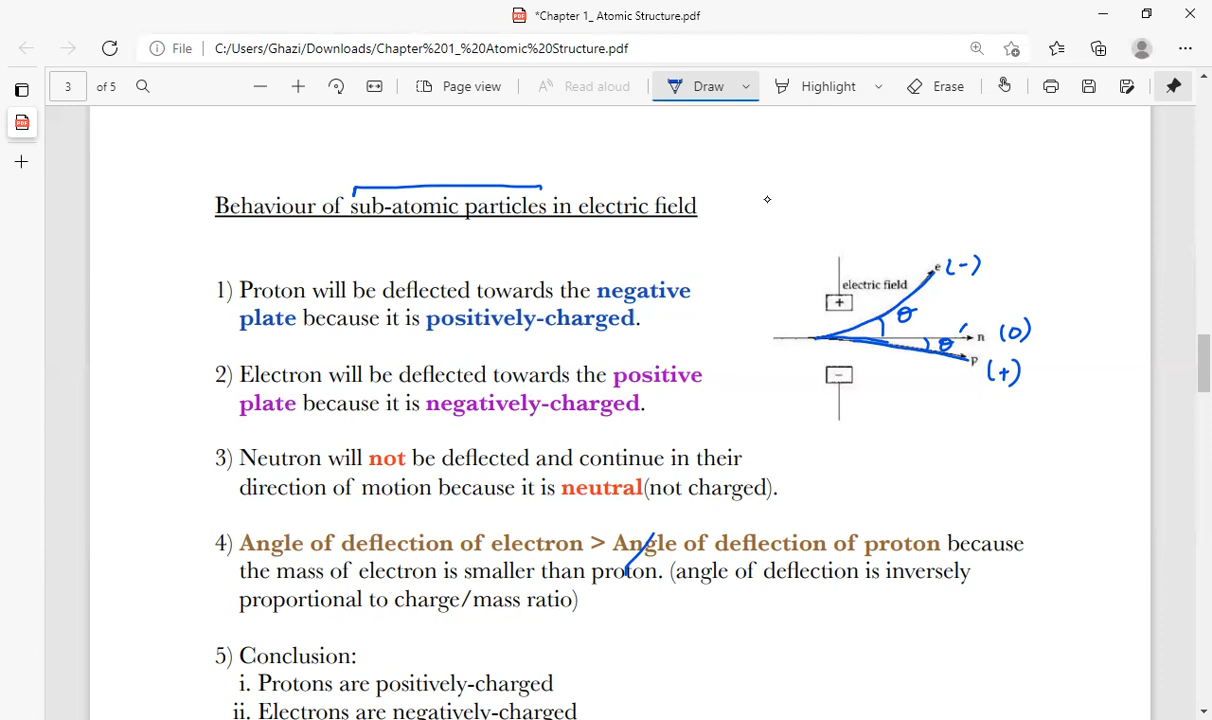 *Chapter 1_ Atomic Structure.pdf
File C:/Users/Ghazi/Downloads/Chapter%201_%20Atomic%20Structure.pdf
3 of 5 Page view Read aloud Draw Highlight Erase
Behaviour of sub-atomic particles in electric field
1) Proton will be deflected towards the negative
plate because it is positively-charged.
2) Electron will be deflected towards the positive
plate because it is negatively-charged.
3) Neutron will not be deflected and continue in their
direction of motion because it is neutral(not charged).
e (-)
electric field
+ θ
n (0)
θ'
p (+)
-
4) Angle of deflection of electron > Angle of deflection of proton because
the mass of electron is smaller than proton. (angle of deflection is inversely
proportional to charge/mass ratio)
5) Conclusion:
i. Protons are positively-charged
ii. Electrons are negatively-charged